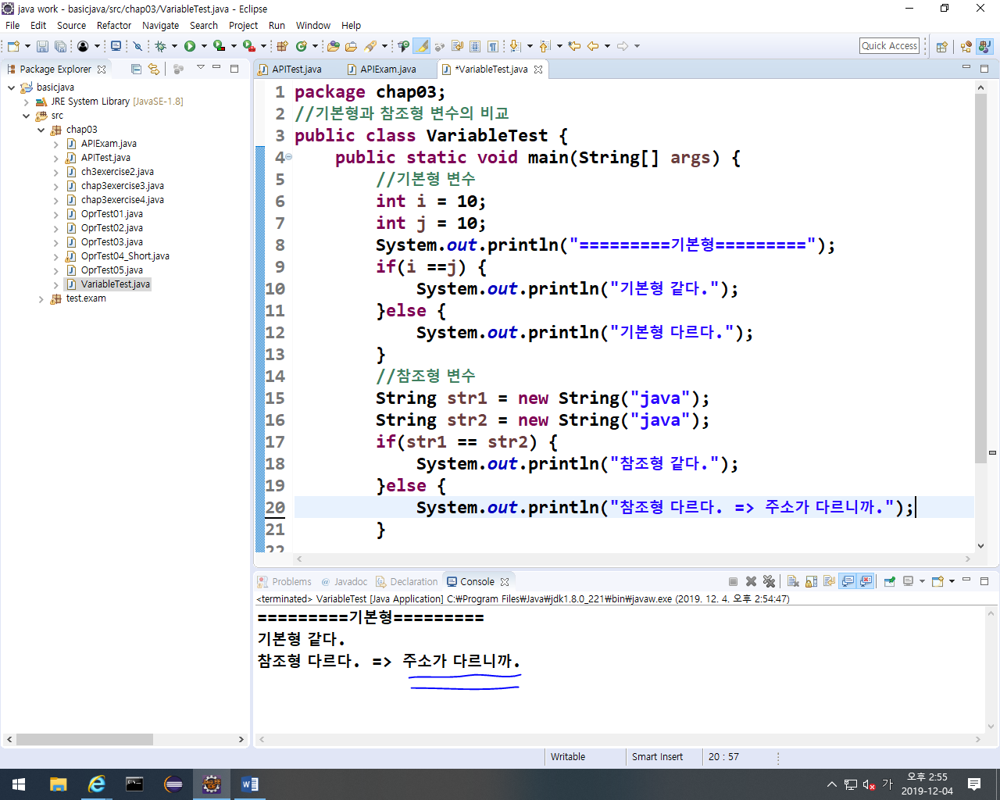 java work - basicjava/src/chap03/VariableTest.java - Eclipse
File Edit Source Refactor Navigate Search Project Run Window Help
Quick Access
Package Explorer
basicjava
JRE System Library [JavaSE-1.8]
src
chap03
APIExam.java
APITest.java
ch3exercise2.java
chap3exercise3.java
chap3exercise4.java
OprTest01.java
OprTest02.java
OprTest03.java
OprTest04_Short.java
OprTest05.java
VariableTest.java
test.exam
APITest.java APIExam.java *VariableTest.java
1 package chap03;
2 //기본형과 참조형 변수의 비교
3 public class VariableTest {
4 public static void main(String[] args) {
5 //기본형 변수
6 int i = 10;
7 int j = 10;
8 System.out.println("=========기본형=========");
9 if(i ==j) {
10 System.out.println("기본형 같다.");
11 }else {
12 System.out.println("기본형 다르다.");
13 }
14 //참조형 변수
15 String str1 = new String("java");
16 String str2 = new String("java");
17 if(str1 == str2) {
18 System.out.println("참조형 같다.");
19 }else {
20 System.out.println("참조형 다르다. => 주소가 다르니까.");
21 }
22
Problems @ Javadoc Declaration Console
<terminated> VariableTest [Java Application] C:₩Program Files₩Java₩jdk1.8.0_221₩bin₩javaw.exe (2019. 12. 4. 오후 2:54:47)
=========기본형=========
기본형 같다.
참조형 다르다. => 주소가 다르니까.
Writable Smart Insert 20 : 57
가 오후 2:55
2019-12-04